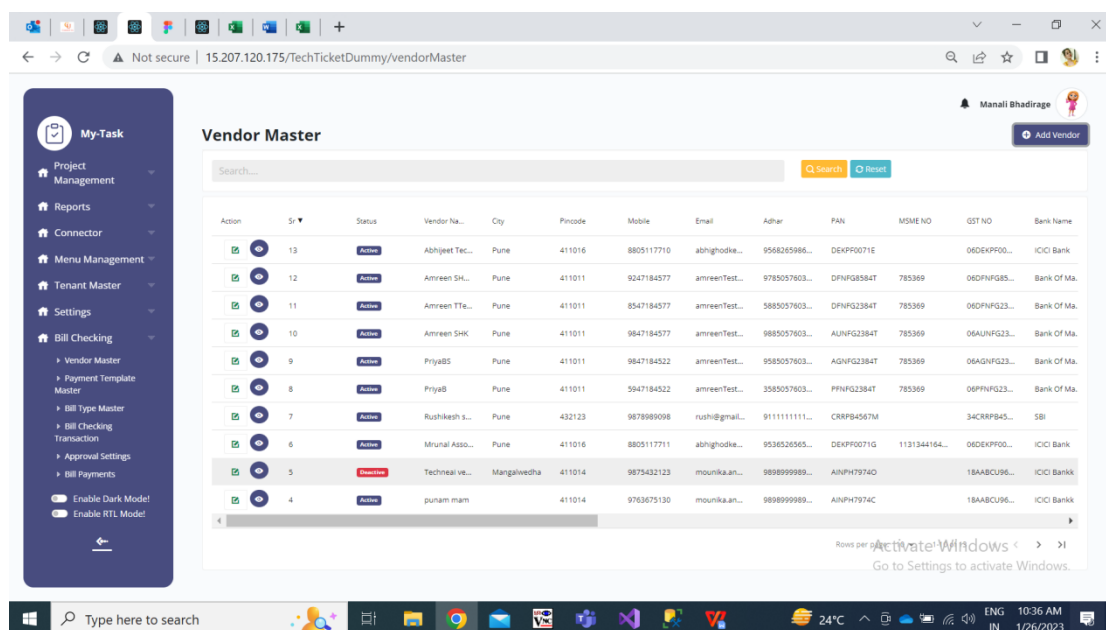 Not secure | 15.207.120.175/TechTicketDummy/vendorMaster
Manali Bhadirage
My-Task
Vendor Master
Add Vendor
Project Management
Search....
Search
Reset
Reports
Connector
Menu Management
Tenant Master
Settings
Bill Checking
Vendor Master
Payment Template Master
Bill Type Master
Bill Checking Transaction
Approval Settings
Bill Payments
Enable Dark Mode!
Enable RTL Mode!
Action Sr ▼ Status Vendor Na... City Pincode Mobile Email Adhar PAN MSME NO GST NO Bank Name
13 Active Abhijeet Tec... Pune 411016 8805117710 abhighodke... 9568265986... DEKPF0071E 06DEKPF00... ICICI Bank
12 Active Amreen SH... Pune 411011 9247184577 amreenTest... 9785057603... DFNFG8584T 785369 06DFNFG85... Bank Of Ma.
11 Active Amreen TTe... Pune 411011 8547184577 amreenTest... 5885057603... DFNFG2384T 785369 06DFNFG23... Bank Of Ma.
10 Active Amreen SHK Pune 411011 9847184577 amreenTest... 9885057603... AUNFG2384T 785369 06AUNFG23... Bank Of Ma.
9 Active PriyaBS Pune 411011 9847184522 amreenTest... 9585057603... AGNFG2384T 785369 06AGNFG23... Bank Of Ma.
8 Active PriyaB Pune 411011 5947184522 amreenTest... 3585057603... PFNFG2384T 785369 06PFNFG23... Bank Of Ma.
7 Active Rushikesh s... Pune 432123 9878989098 rushi@gmail... 9111111111... CRRPB4567M 34CRRPB45... SBI
6 Active Mrunal Asso... Pune 411016 8805117711 abhighodke... 9536526565... DEKPF0071G 1131344164... 06DEKPF00... ICICI Bank
5 Deactive Techneai ve... Mangalwedha 411014 9875432123 mounika.an... 9898999989... AINPH7974O 18AABCU96... ICICI Bankk
4 Active punam mam 411014 9763675130 mounika.an... 9898999989... AINPH7974C 18AABCU96... ICICI Bankk
Rows per
Activate Windows
Go to Settings to activate Windows.
Type here to search
24°C
ENG
IN
10:36 AM
1/26/2023